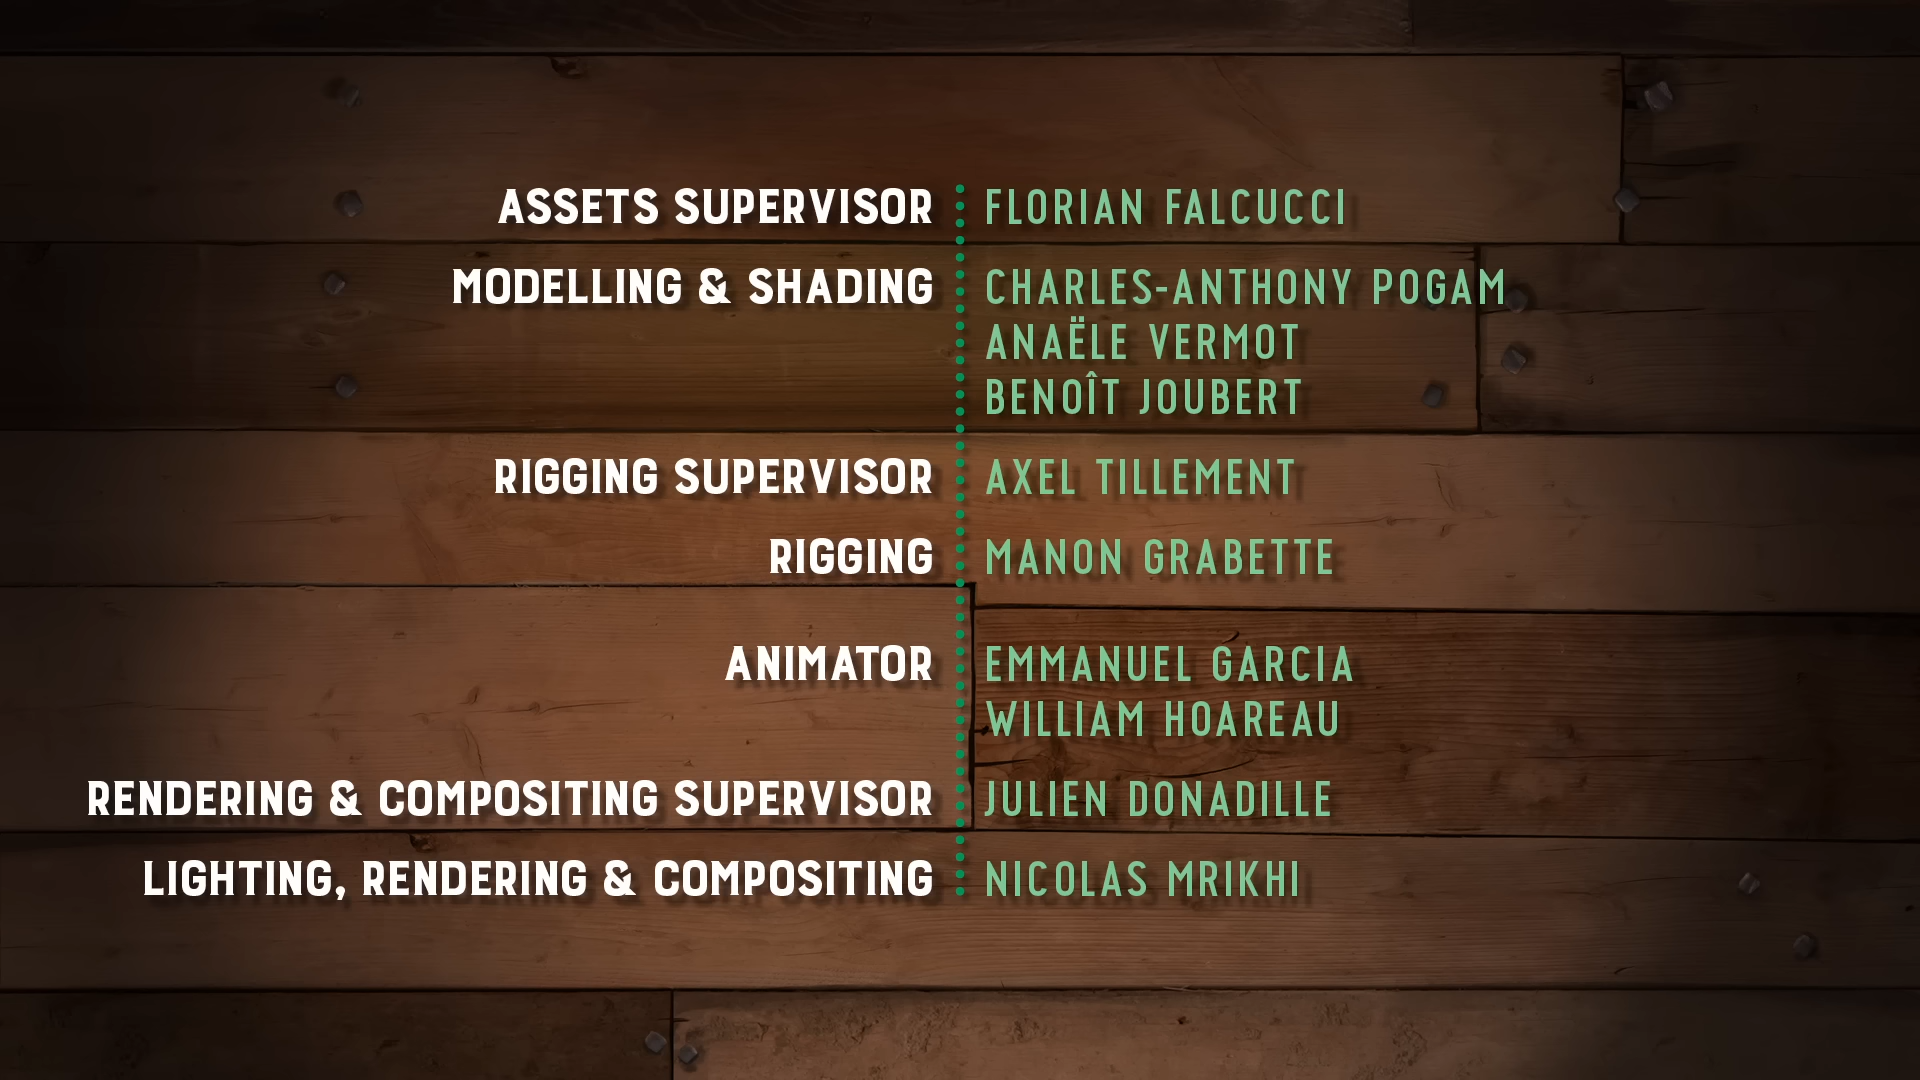 ASSETS SUPERVISOR FLORIAN FALCUCCI
MODELLING & SHADING CHARLES-ANTHONY POGAM
ANAËLE VERMOT
BENOÎT JOUBERT
RIGGING SUPERVISOR AXEL TILLEMENT
RIGGING MANON GRABETTE
ANIMATOR EMMANUEL GARCIA
WILLIAM HOAREAU
RENDERING & COMPOSITING SUPERVISOR JULIEN DONADILLE
LIGHTING, RENDERING & COMPOSITING NICOLAS MRIKHI